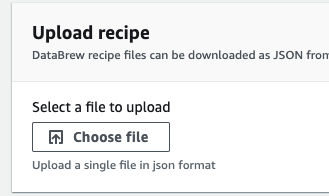 Upload recipe
DataBrew recipe files can be downloaded as JSON from
Select a file to upload
Choose file
Upload a single file in json format